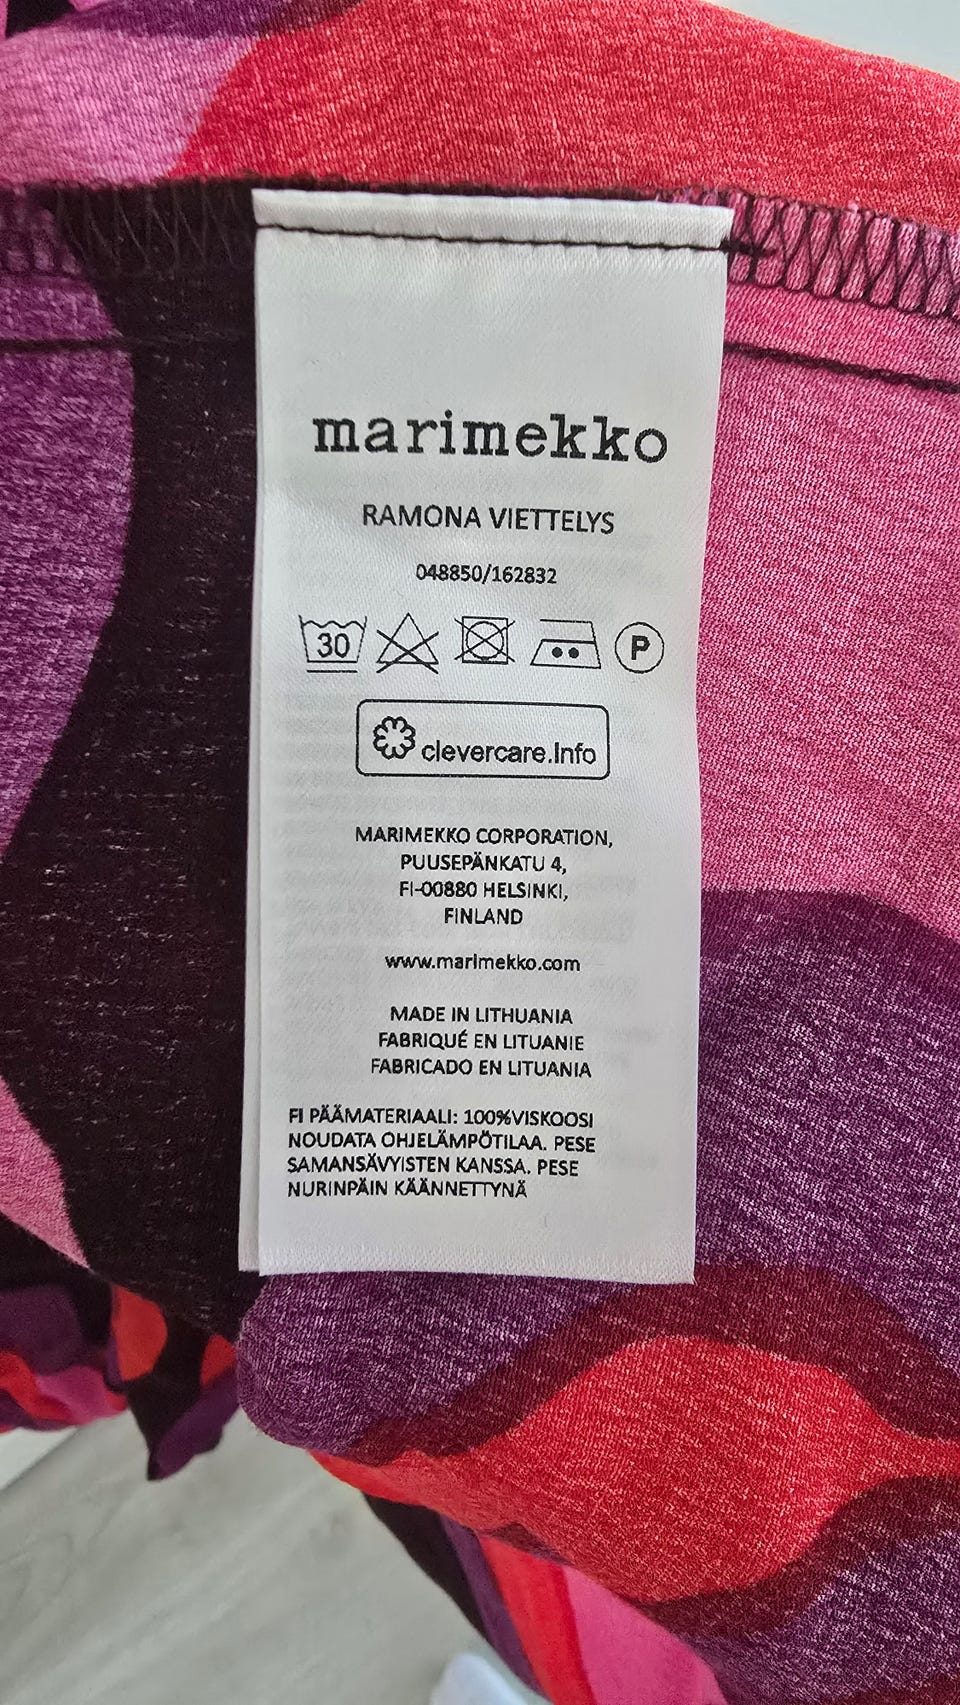 marimekko
RAMONA VIETTELYS
048850/162832
30 P
clevercare.Info
MARIMEKKO CORPORATION,
PUUSEPÄNKATU 4,
FI-00880 HELSINKI,
FINLAND
www.marimekko.com
MADE IN LITHUANIA
FABRIQUÉ EN LITUANIE
FABRICADO EN LITUANIA
FI PÄÄMATERIAALI: 100%VISKOOSI
NOUDATA OHJELÄMPÖTILAA. PESE
SAMANSÄVYISTEN KANSSA. PESE
NURINPÄIN KÄÄNNETTYNÄ